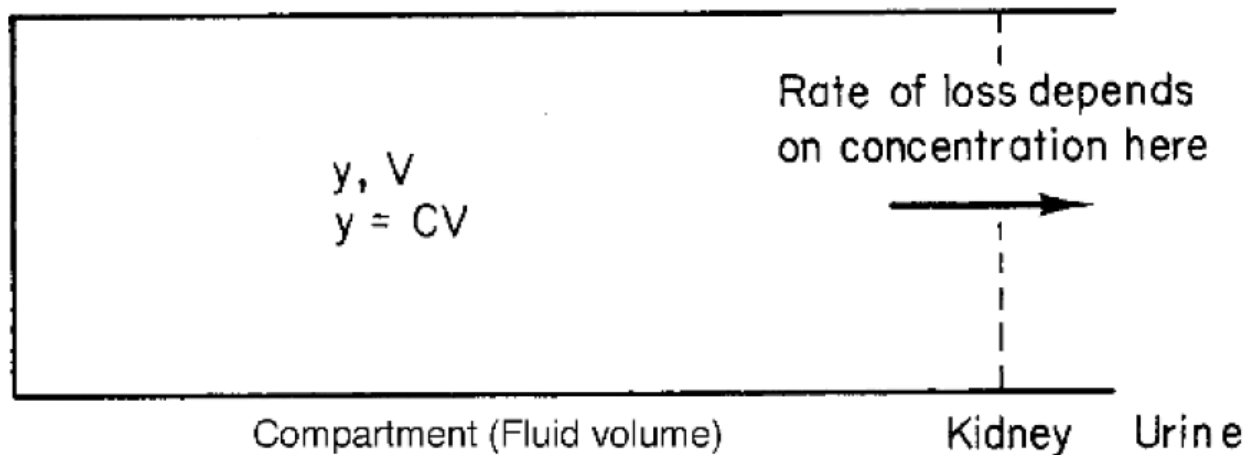 Rate of loss depends
on concentration here
y, V
y = CV
Compartment (Fluid volume)
Kidney
Urine